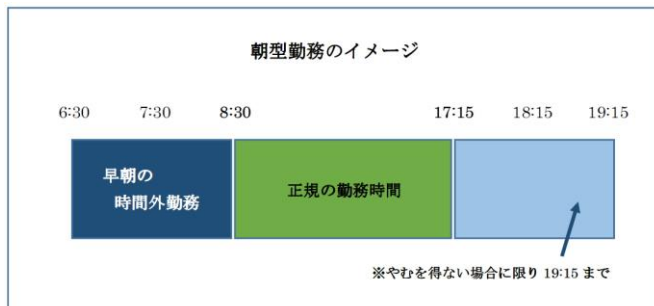 朝型勤務のイメージ
6:30 7:30 8:30 17:15 18:15 19:15
早朝の
時間外勤務
正規の勤務時間
※やむを得ない場合に限り 19:15 まで